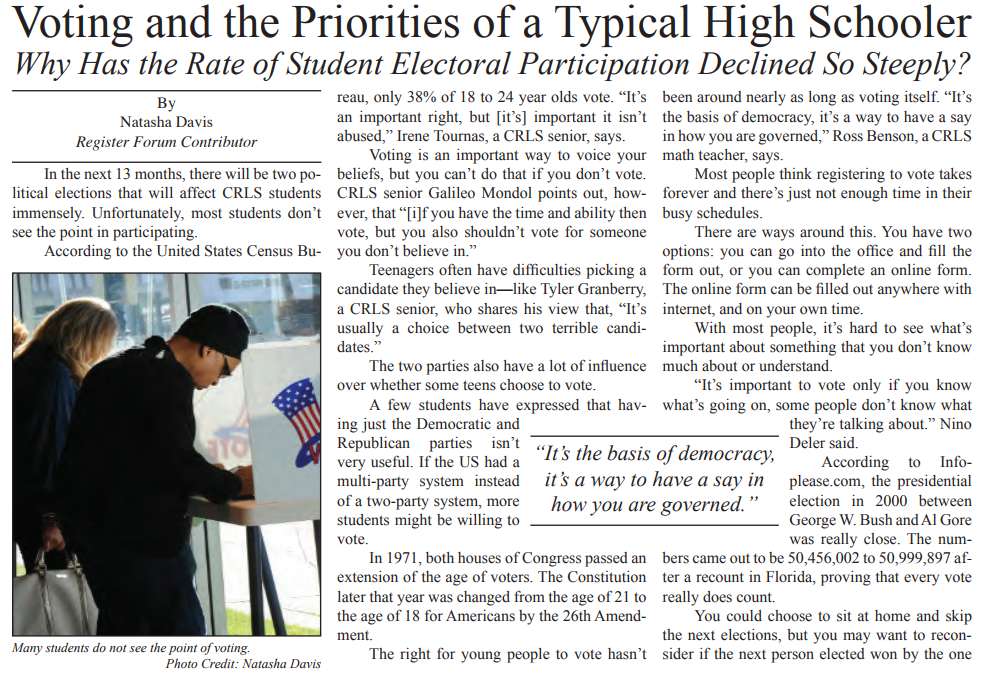 Voting and the Priorities of a Typical High Schooler
Why Has the Rate of Student Electoral Participation Declined So Steeply?
By
Natasha Davis
Register Forum Contributor
In the next 13 months, there will be two po-
litical elections that will affect CRLS students
immensely. Unfortunately, most students don't
see the point in participating.
According to the United States Census Bu-
Many students do not see the point of voting.
Photo Credit: Natasha Davis
reau, only 38% of 18 to 24 year olds vote. “It's
an important right, but [it's] important it isn't
abused,” Irene Tournas, a CRLS senior, says.
Voting is an important way to voice your
beliefs, but you can't do that if you don't vote.
CRLS senior Galileo Mondol points out, how-
ever, that “[i]f you have the time and ability then
vote, but you also shouldn't vote for someone
you don't believe in.”
Teenagers often have difficulties picking a
candidate they believe in—like Tyler Granberry,
a CRLS senior, who shares his view that, “It's
usually a choice between two terrible candi-
dates.”
The two parties also have a lot of influence
over whether some teens choose to vote.
A few students have expressed that hav-
ing just the Democratic and
Republican parties isn't
very useful. If the US had a
multi-party system instead
of a two-party system, more
students might be willing to
vote.
In 1971, both houses of Congress passed an
extension of the age of voters. The Constitution
later that year was changed from the age of 21 to
the age of 18 for Americans by the 26th Amend-
ment.
The right for young people to vote hasn't
“It's the basis of democracy,
it's a way to have a say in
how you are governed.”
been around nearly as long as voting itself. “It's
the basis of democracy, it's a way to have a say
in how you are governed,” Ross Benson, a CRLS
math teacher, says.
Most people think registering to vote takes
forever and there's just not enough time in their
busy schedules.
There are ways around this. You have two
options: you can go into the office and fill the
form out, or you can complete an online form.
The online form can be filled out anywhere with
internet, and on your own time.
With most people, it's hard to see what's
important about something that you don't know
much about or understand.
“It's important to vote only if you know
what's going on, some people don't know what
they're talking about.” Nino
Deler said.
According to Info-
please.com, the presidential
election in 2000 between
George W. Bush and Al Gore
was really close. The num-
bers came out to be 50,456,002 to 50,999,897 af-
ter a recount in Florida, proving that every vote
really does count.
You could choose to sit at home and skip
the next elections, but you may want to recon-
sider if the next person elected won by the one